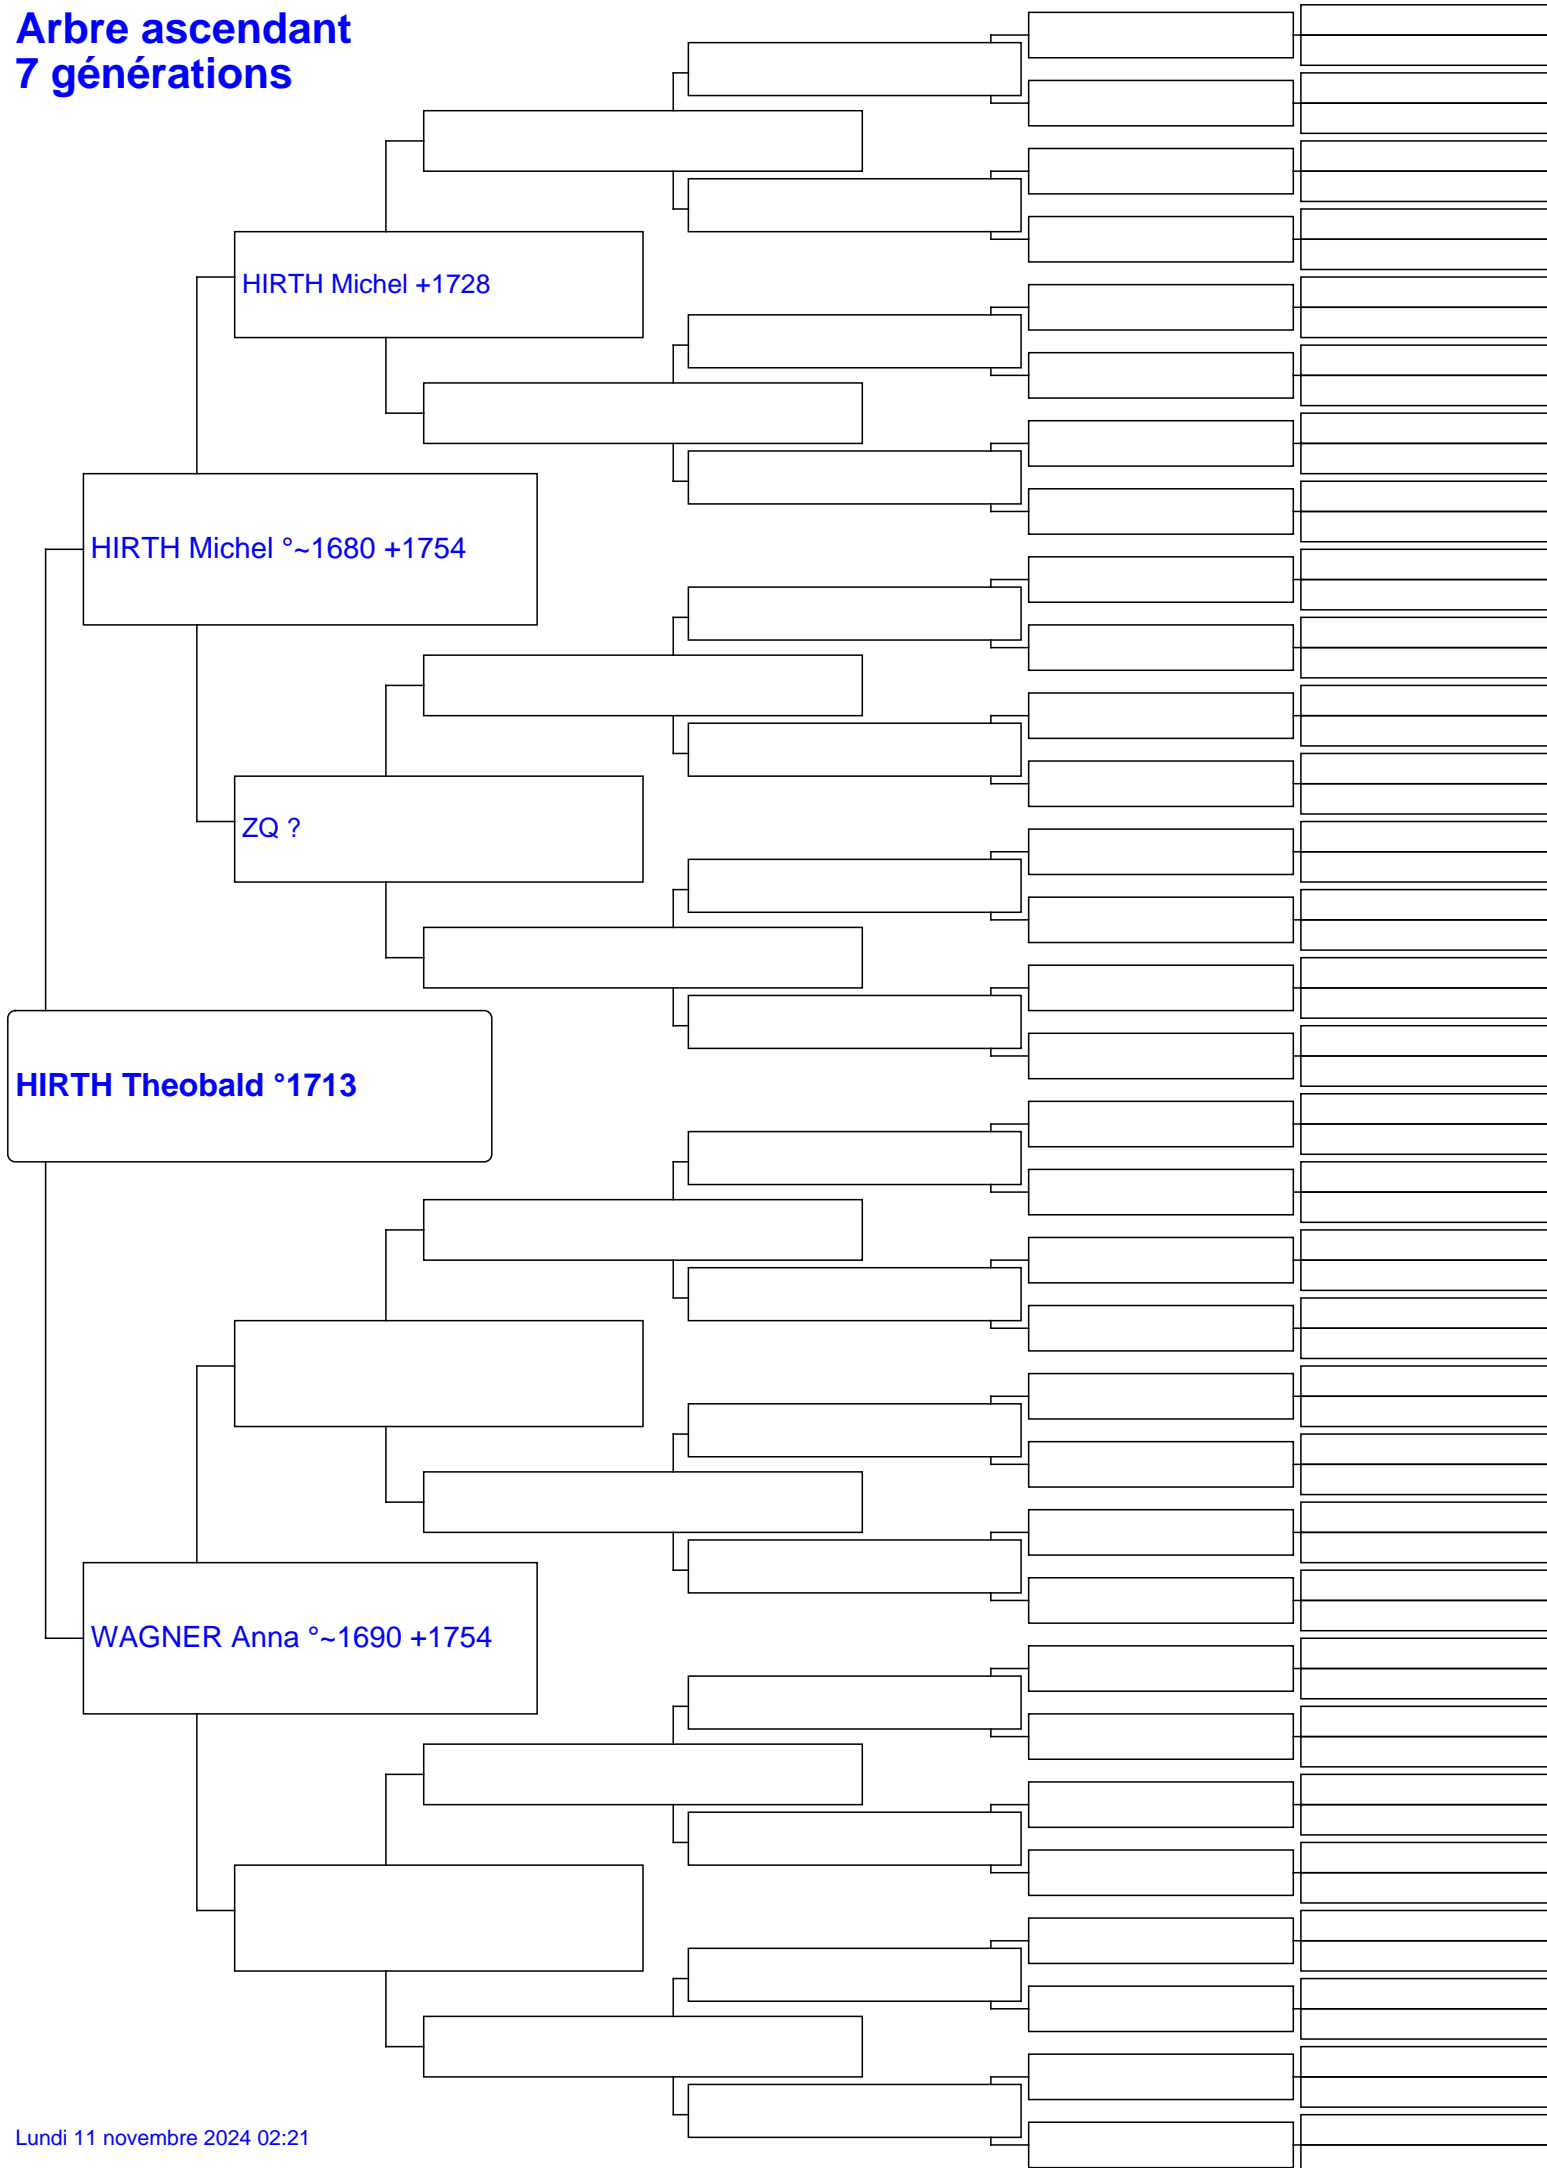 Arbre ascendant
7 générations
HIRTH Michel +1728
HIRTH Michel °~1680 +1754
ZQ ?
HIRTH Theobald °1713
WAGNER Anna °~1690 +1754
Lundi 11 novembre 2024 02:21